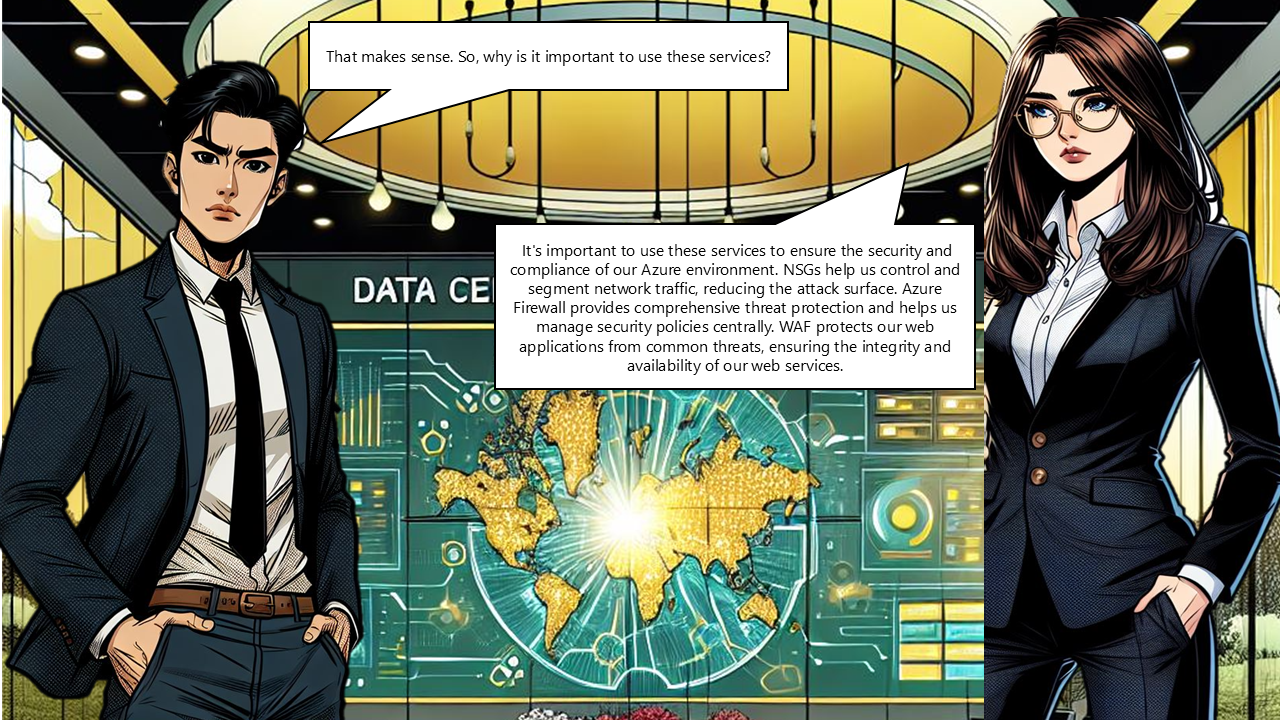 That makes sense. So, why is it important to use these services?
It's important to use these services to ensure the security and
compliance of our Azure environment. NSGs help us control and
segment network traffic, reducing the attack surface. Azure
Firewall provides comprehensive threat protection and helps us
manage security policies centrally. WAF protects our web
applications from common threats, ensuring the integrity and
availability of our web services.
DATA CE